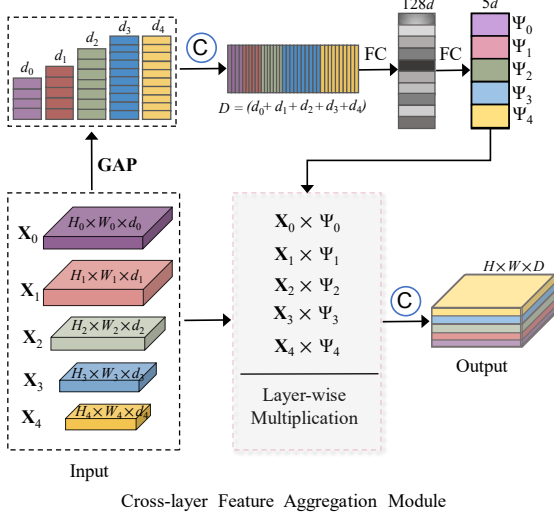 128d
5d
d₀
d₁
d₂
d₃
d₄
C
FC
FC
Ψ₀
Ψ₁
Ψ₂
Ψ₃
Ψ₄
D = (d₀+ d₁+ d₂+ d₃+d₄)
GAP
X₀
H₀×W₀×d₀
X₁
H₁×W₁×d₁
X₂
H₂×W₂×d₂
X₃
H₃×W₃×d₃
X₄
H₄×W₄×d₄
Input
X₀ × Ψ₀
X₁ × Ψ₁
X₂ × Ψ₂
X₃ × Ψ₃
X₄ × Ψ₄
Layer-wise
Multiplication
C
H×W×D
Output
Cross-layer Feature Aggregation Module